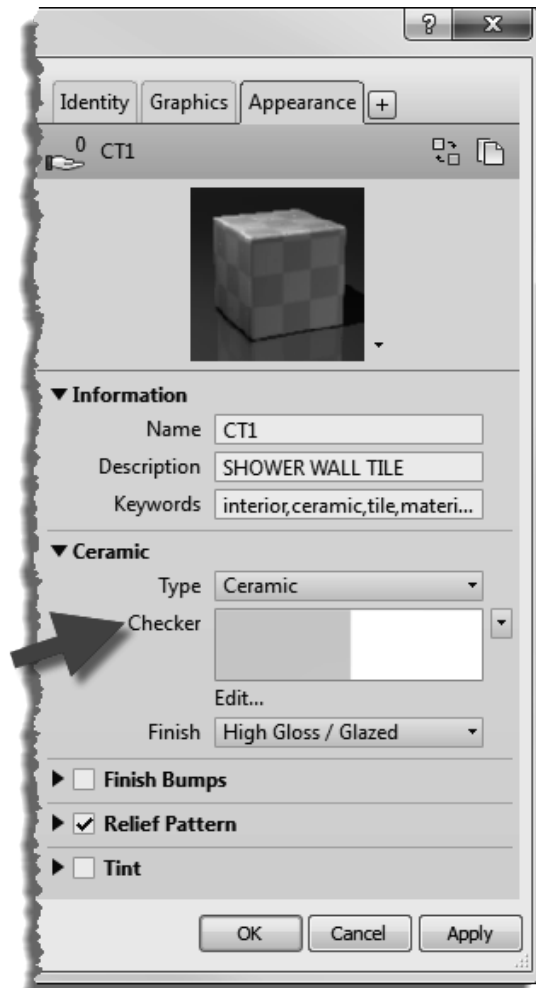 ? X
Identity Graphics Appearance +
0 CT1
Information
Name CT1
Description SHOWER WALL TILE
Keywords interior,ceramic,tile,materi...
Ceramic
Type Ceramic
Checker
Edit...
Finish High Gloss / Glazed
Finish Bumps
Relief Pattern
Tint
OK Cancel Apply